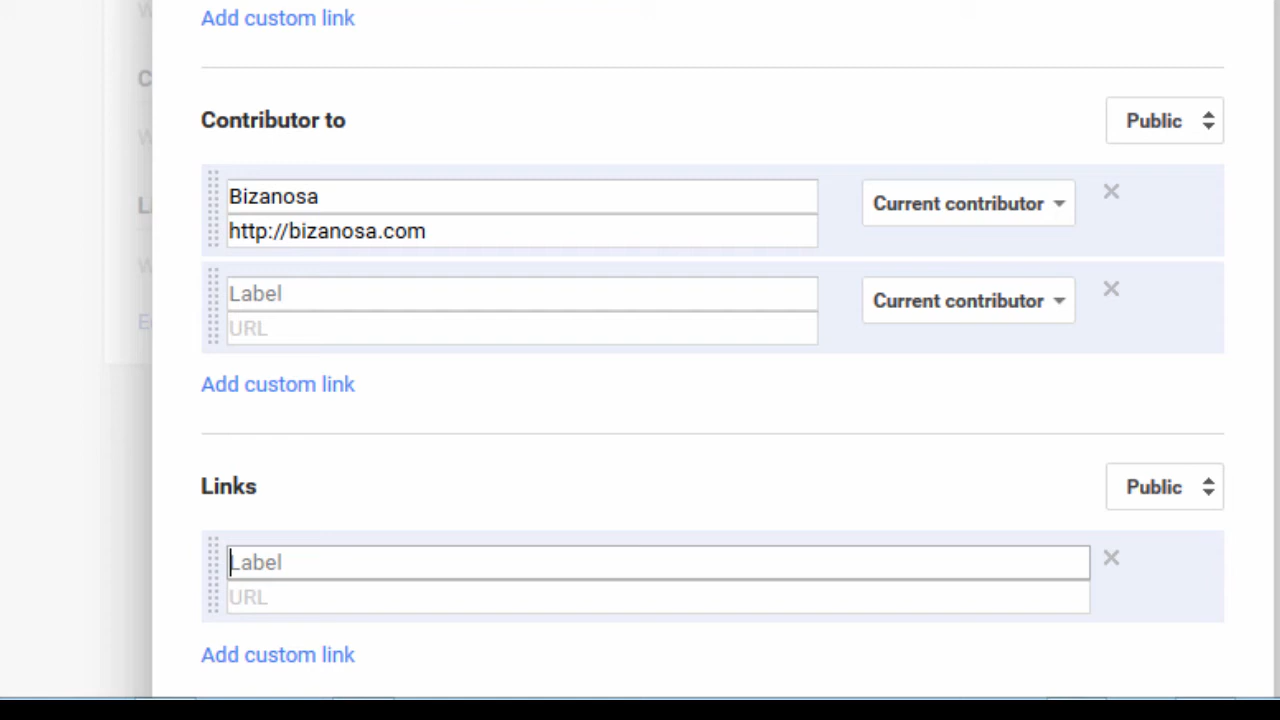 Add custom link
Contributor to
Public
Bizanosa
Current contributor
http://bizanosa.com
Label
Current contributor
URL
Add custom link
Links
Public
Label
URL
Add custom link